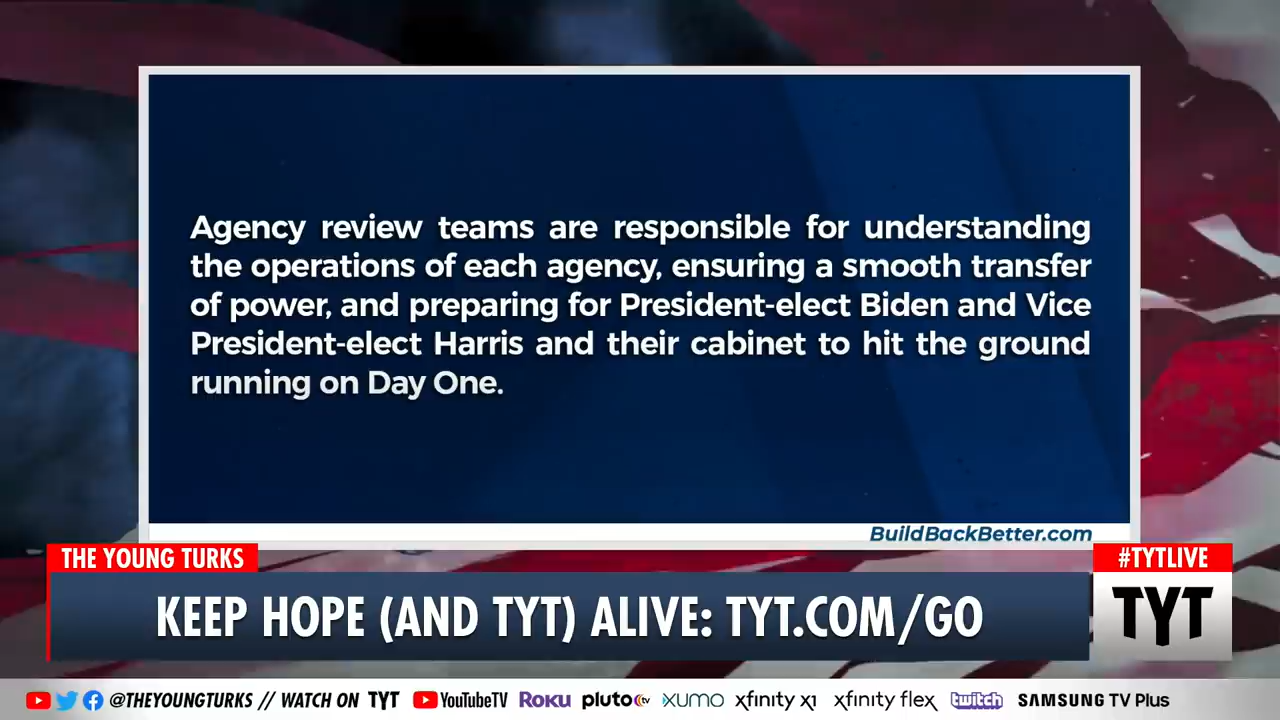 Agency review teams are responsible for understanding
the operations of each agency, ensuring a smooth transfer
of power, and preparing for President-elect Biden and Vice
President-elect Harris and their cabinet to hit the ground
running on Day One.
BuildBackBetter.com
THE YOUNG TURKS
#TYTLIVE
KEEP HOPE (AND TYT) ALIVE: TYT.COM/GO
TYT
@THEYOUNGTURKS // WATCH ON TYT YouTubeTV ROKU pluto tv XUMO xfinity x1 xfinity flex twitch SAMSUNG TV Plus